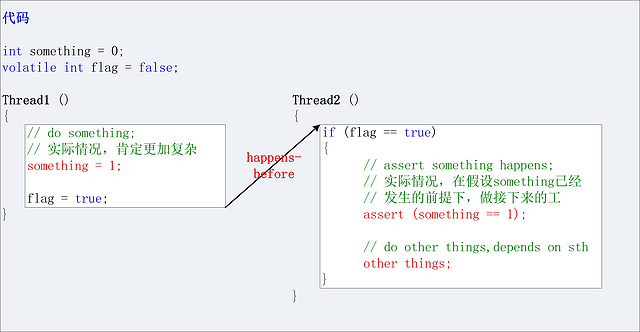 代码
int something = 0;
volatile int flag = false;
Thread1 ()
{
// do something;
// 实际情况，肯定更加复杂
something = 1;
flag = true;
}
happens-
before
Thread2 ()
{
if (flag == true)
{
// assert something happens;
// 实际情况，在假设something已经
// 发生的前提下，做接下来的工
assert (something == 1);
// do other things,depends on sth
other things;
}
}